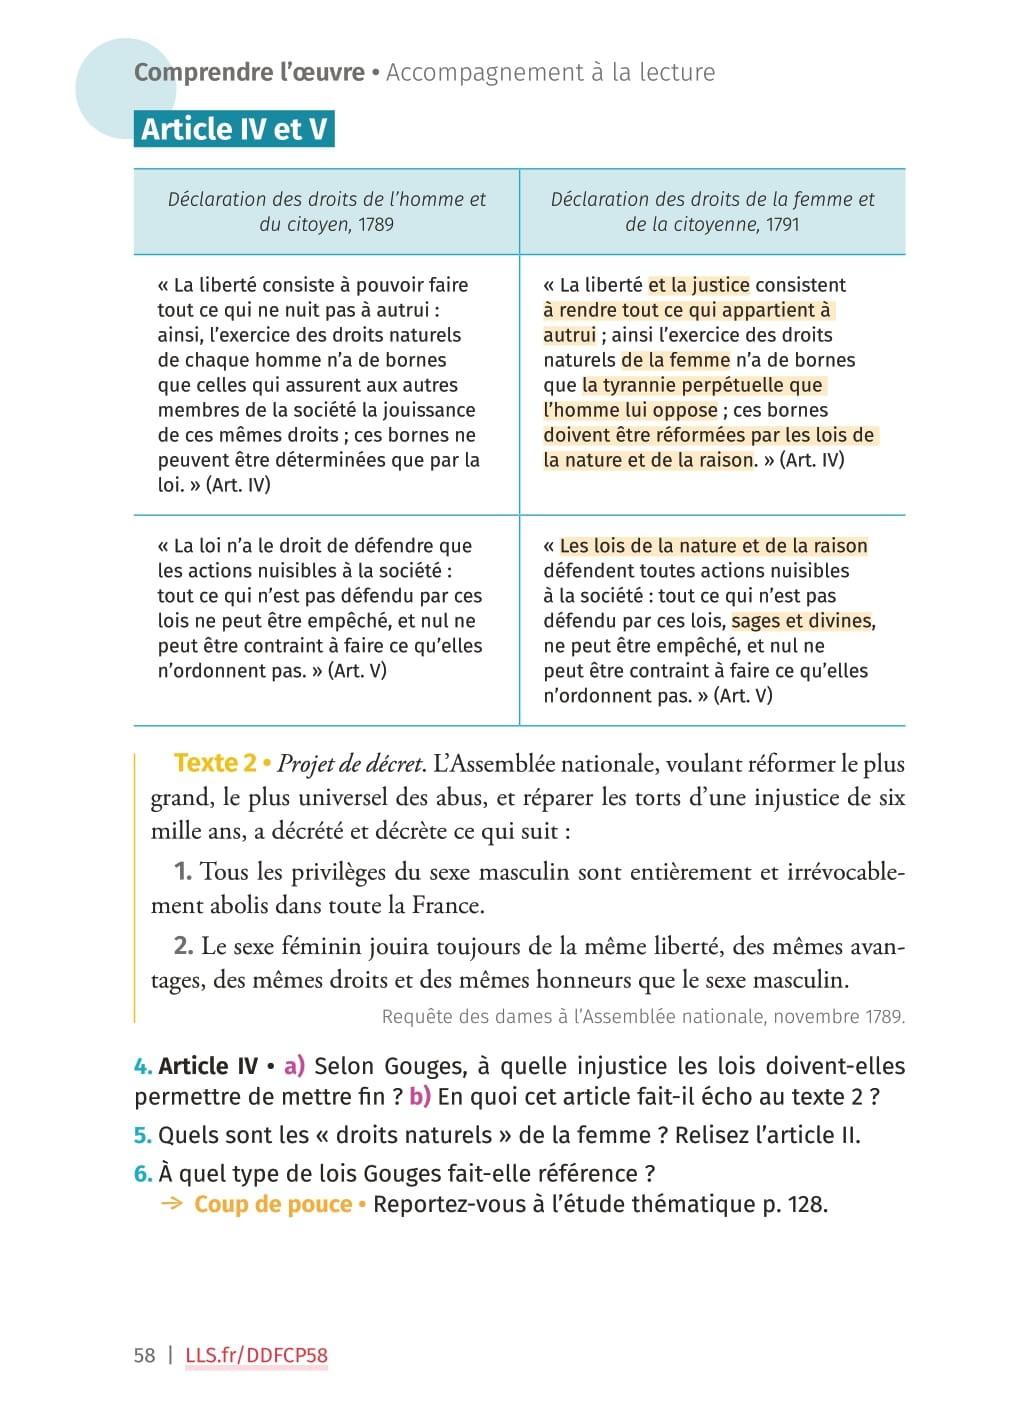 Comprendre l’œuvre • Accompagnement à la lecture
Article IV et V
Déclaration des droits de l’homme et
du citoyen, 1789
Déclaration des droits de la femme et
de la citoyenne, 1791
« La liberté consiste à pouvoir faire
tout ce qui ne nuit pas à autrui :
ainsi, l’exercice des droits naturels
de chaque homme n’a de bornes
que celles qui assurent aux autres
membres de la société la jouissance
de ces mêmes droits ; ces bornes ne
peuvent être déterminées que par la
loi. » (Art. IV)
« La liberté et la justice consistent
à rendre tout ce qui appartient à
autrui ; ainsi l’exercice des droits
naturels de la femme n’a de bornes
que la tyrannie perpétuelle que
l’homme lui oppose ; ces bornes
doivent être réformées par les lois de
la nature et de la raison. » (Art. IV)
« La loi n’a le droit de défendre que
les actions nuisibles à la société :
tout ce qui n’est pas défendu par ces
lois ne peut être empêché, et nul ne
peut être contraint à faire ce qu’elles
n’ordonnent pas. » (Art. V)
« Les lois de la nature et de la raison
défendent toutes actions nuisibles
à la société : tout ce qui n’est pas
défendu par ces lois, sages et divines,
ne peut être empêché, et nul ne
peut être contraint à faire ce qu’elles
n’ordonnent pas. » (Art. V)
Texte 2 • Projet de décret. L’Assemblée nationale, voulant réformer le plus
grand, le plus universel des abus, et réparer les torts d’une injustice de six
mille ans, a décrété et décrète ce qui suit :
1. Tous les privilèges du sexe masculin sont entièrement et irrévocable-
ment abolis dans toute la France.
2. Le sexe féminin jouira toujours de la même liberté, des mêmes avan-
tages, des mêmes droits et des mêmes honneurs que le sexe masculin.
Requête des dames à l’Assemblée nationale, novembre 1789.
4. Article IV • a) Selon Gouges, à quelle injustice les lois doivent-elles
permettre de mettre fin ? b) En quoi cet article fait-il écho au texte 2 ?
5. Quels sont les « droits naturels » de la femme ? Relisez l’article II.
6. À quel type de lois Gouges fait-elle référence ?
→ Coup de pouce • Reportez-vous à l’étude thématique p. 128.
58 | LLS.fr/DDFCP58